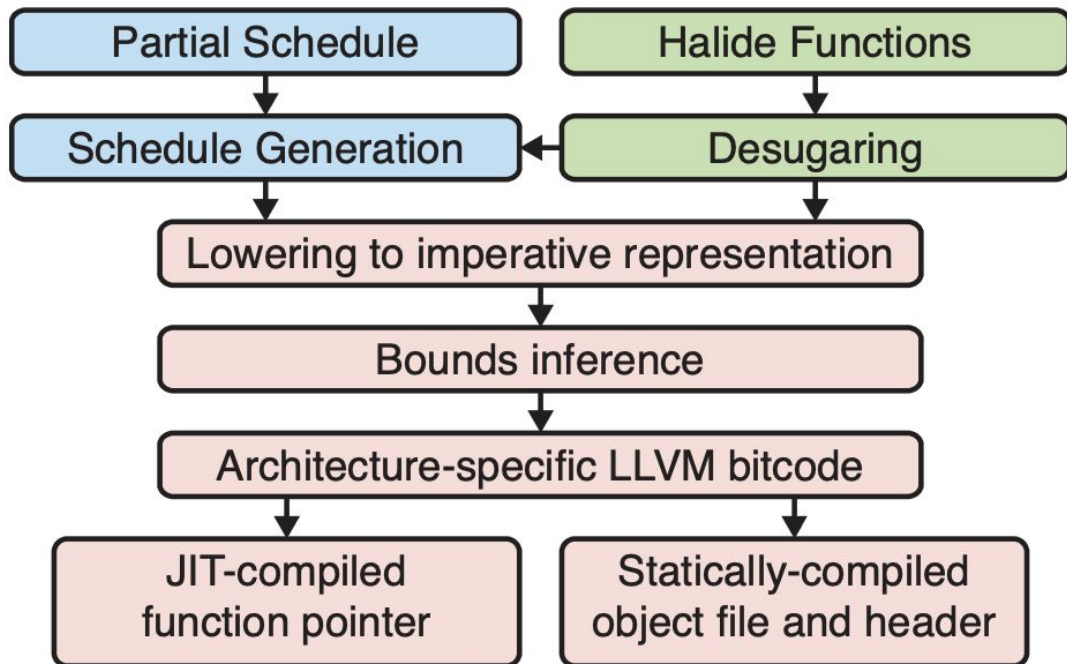 Partial Schedule
Halide Functions
Schedule Generation
Desugaring
Lowering to imperative representation
Bounds inference
Architecture-specific LLVM bitcode
JIT-compiled
function pointer
Statically-compiled
object file and header